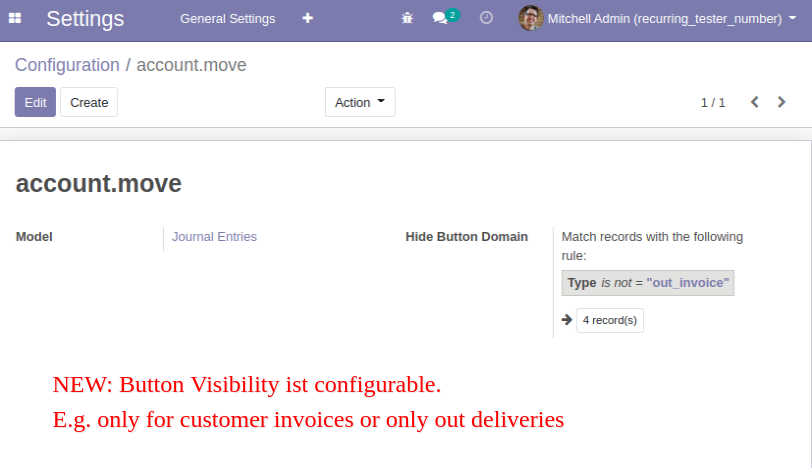 Settings General Settings + 2 Mitchell Admin (recurring_tester_number)
Configuration / account.move
Edit Create Action 1 / 1
account.move
Model Journal Entries Hide Button Domain Match records with the following
rule:
Type is not = "out_invoice"
4 record(s)
NEW: Button Visibility ist configurable.
E.g. only for customer invoices or only out deliveries